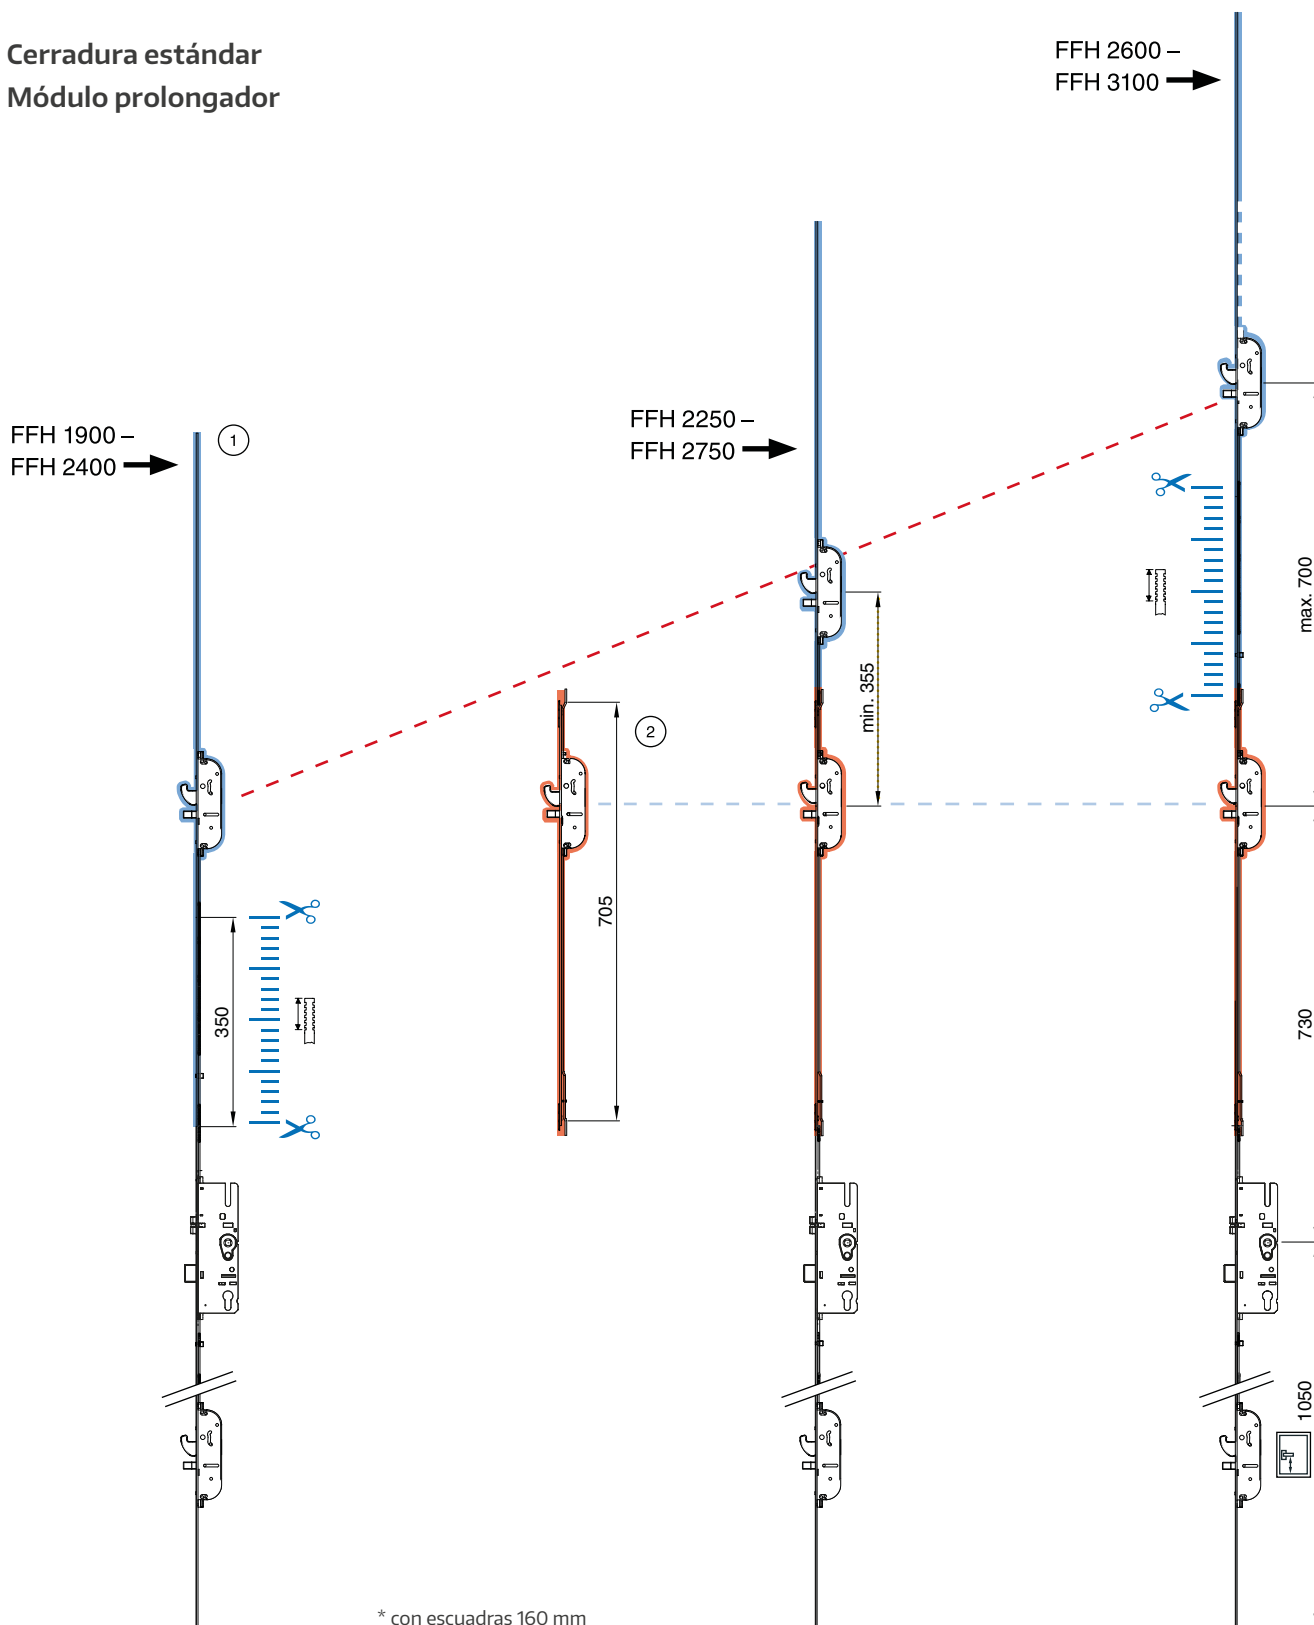 Cerradura estándar
Módulo prolongador
FFH 2600 –
FFH 3100
FFH 1900 –
FFH 2400
1
FFH 2250 –
FFH 2750
2
350
705
min. 355
max. 700
730
1050
* con escuadras 160 mm